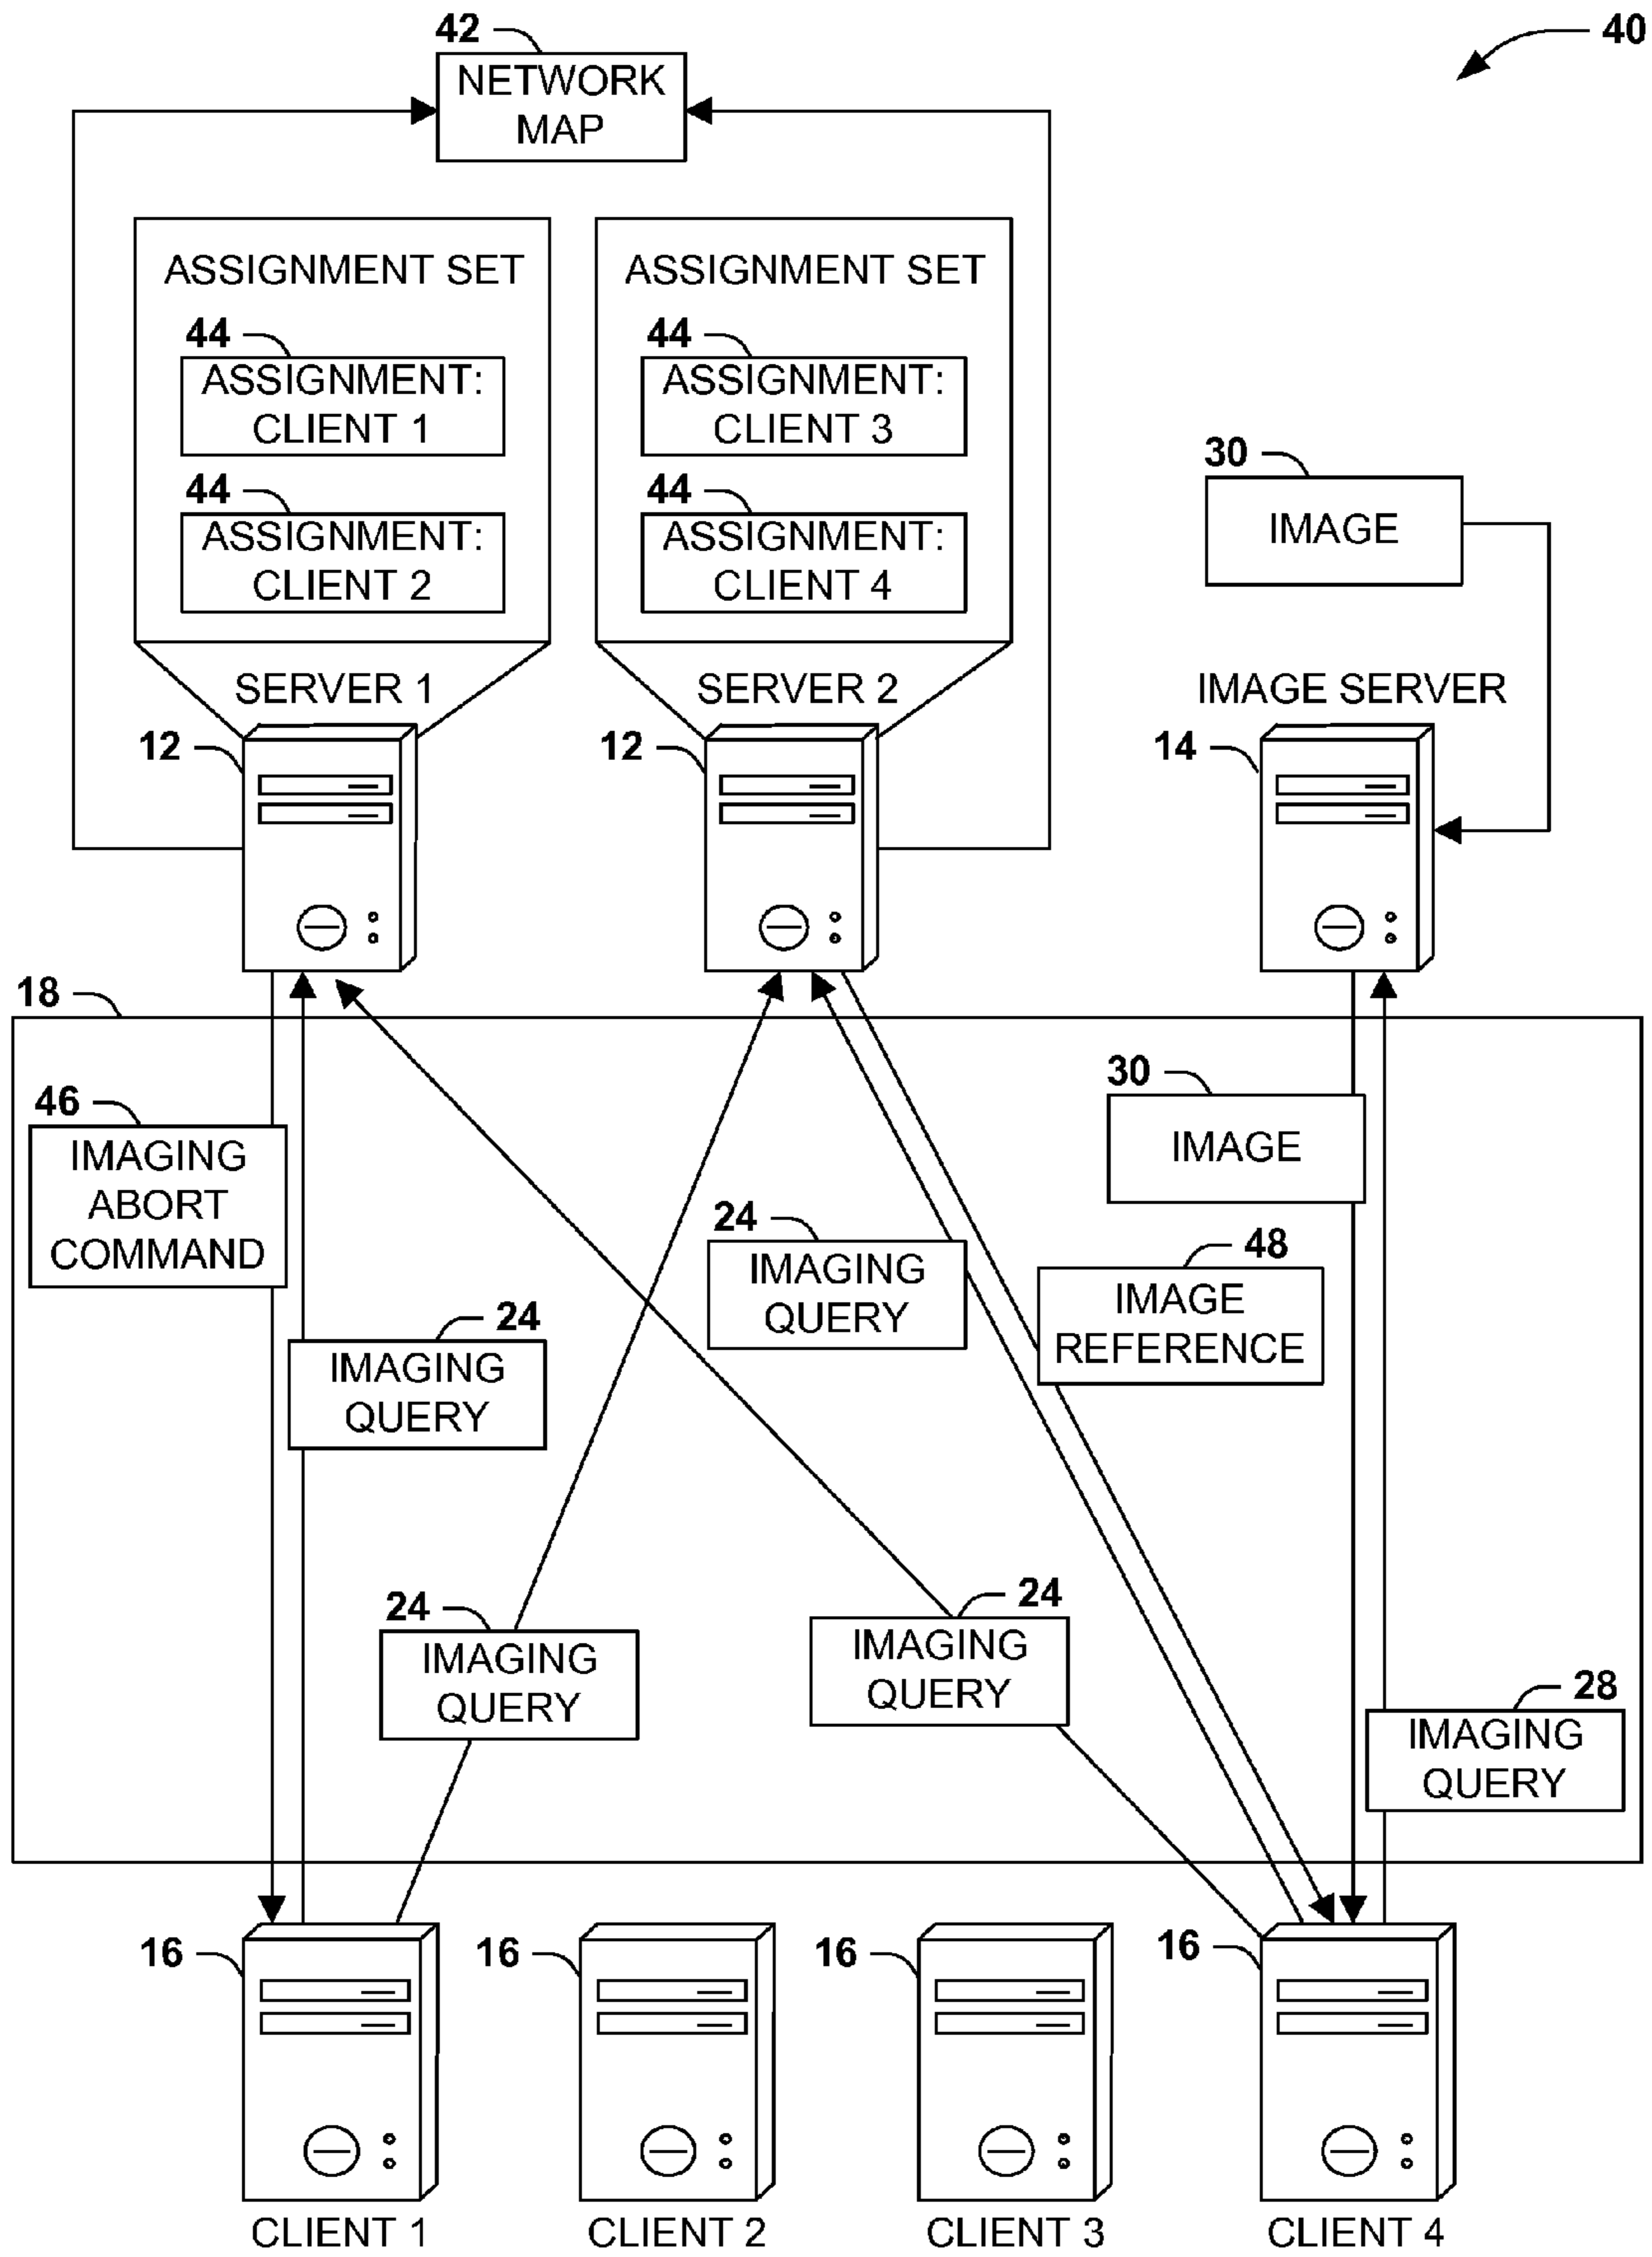 42
40
NETWORK
MAP
ASSIGNMENT SET
ASSIGNMENT SET
44
44
ASSIGNMENT:
CLIENT 1
ASSIGNMENT:
CLIENT 3
44
44
ASSIGNMENT:
CLIENT 2
ASSIGNMENT:
CLIENT 4
30
IMAGE
SERVER 1
SERVER 2
IMAGE SERVER
12
12
14
18
46
IMAGING
ABORT
COMMAND
30
IMAGE
24
IMAGING
QUERY
48
IMAGE
REFERENCE
24
IMAGING
QUERY
24
IMAGING
QUERY
24
IMAGING
QUERY
28
IMAGING
QUERY
16
16
16
16
CLIENT 1
CLIENT 2
CLIENT 3
CLIENT 4